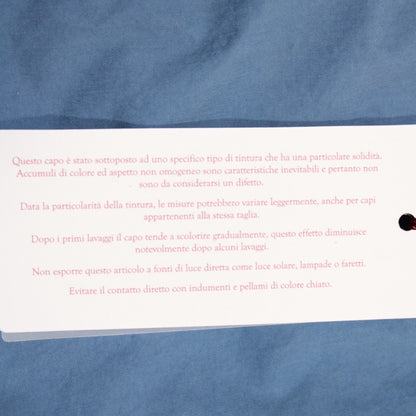 Questo capo è stato sottoposto ad uno specifico tipo di tintura che ha una particolare solidità.
Accumuli di colore ed aspetto non omogeneo sono caratteristiche inevitabili e pertanto non
sono da considerarsi un difetto.
Data la particolarità della tintura, le misure potrebbero variare leggermente, anche per capi
appartenenti alla stessa taglia.
Dopo i primi lavaggi il capo tende a scolorire gradualmente, questo effetto diminuisce
notevolmente dopo alcuni lavaggi.
Non esporre questo articolo a fonti di luce diretta come luce solare, lampade o faretti.
Evitare il contatto diretto con indumenti e pellami di colore chiato.